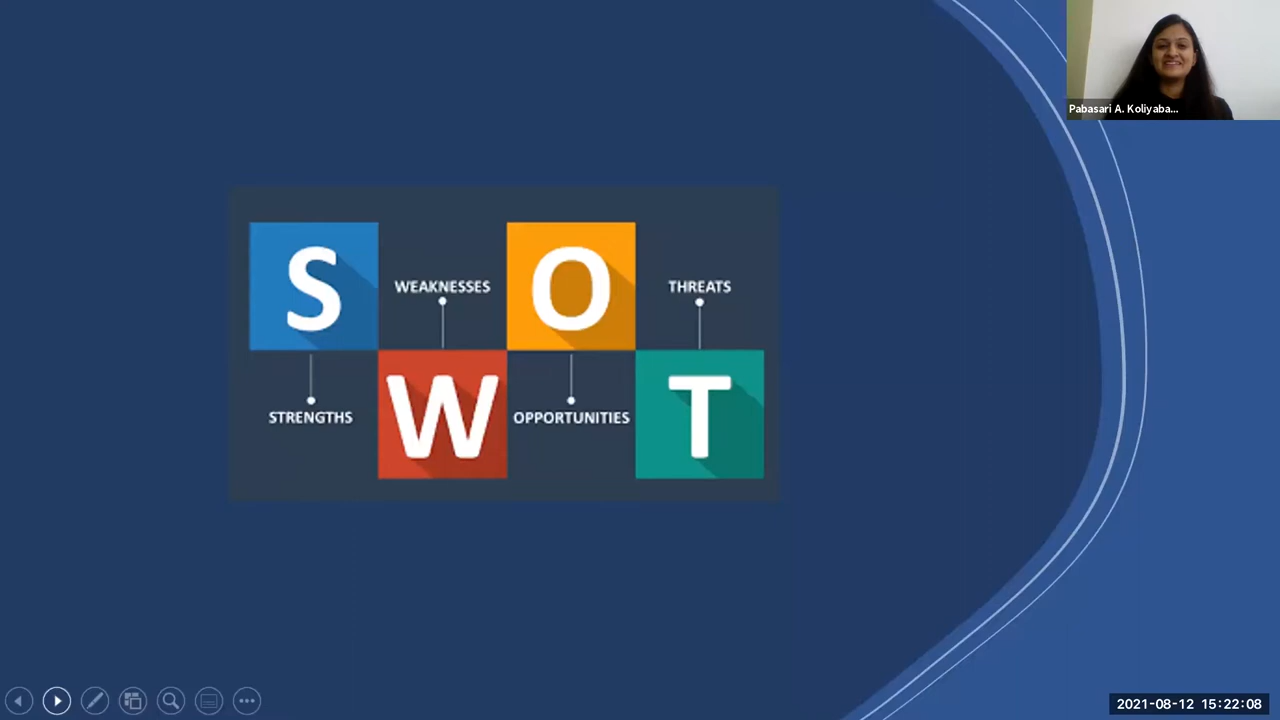 Pabasari A. Koliyaba...
S
O
WEAKNESSES
THREATS
STRENGTHS
W
OPPORTUNITIES
T
2021-08-12 15:22:08